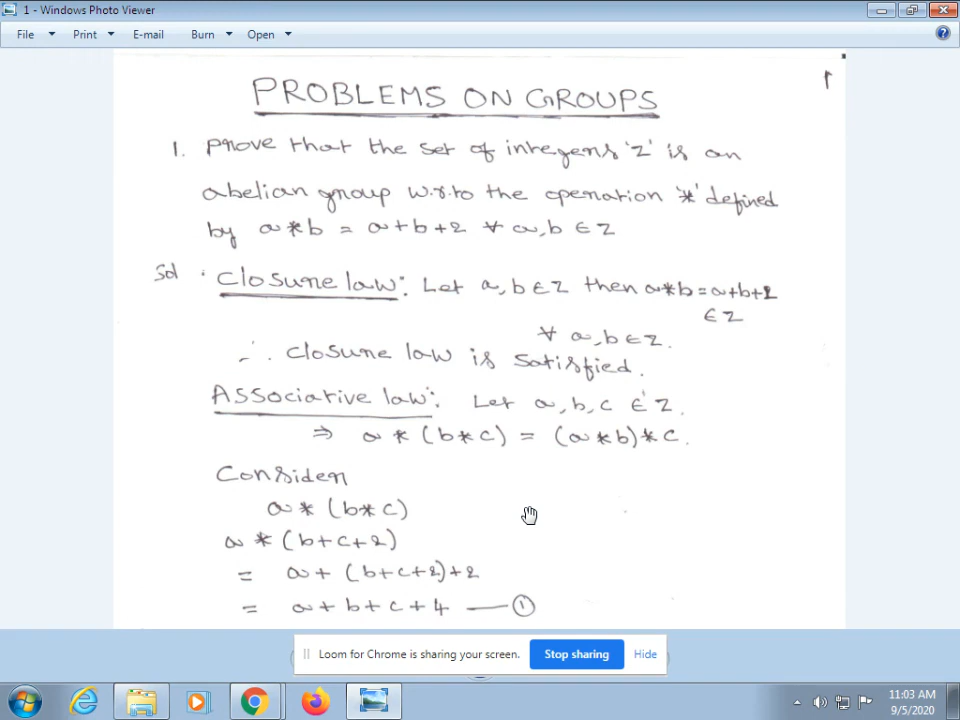 1 - Windows Photo Viewer
File Print E-mail Burn Open
1
PROBLEMS ON GROUPS
1. Prove that the set of integers 'Z' is an
abelian group w.r.to the operation '*' defined
by a*b = a+b+2 ∀ a,b ∈ Z
Sol · Closure law: Let a,b ∈ Z then a*b = a+b+2
∈ Z
∀ a,b ∈ Z.
∴ Closure law is satisfied.
Associative law: Let a,b,c ∈ Z.
⇒ a * (b*c) = (a*b)*c.
Consider
a * (b*c)
a * (b+c+2)
= a+ (b+c+2)+2
= a+b+c+4 —— ①
Loom for Chrome is sharing your screen. Stop sharing Hide
11:03 AM
9/5/2020